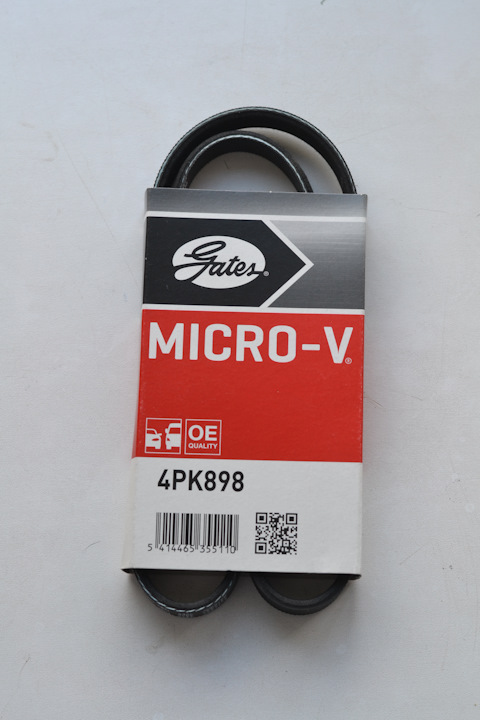 Gates®
MICRO-V®
OE
QUALITY
4PK898
5 414465 355110